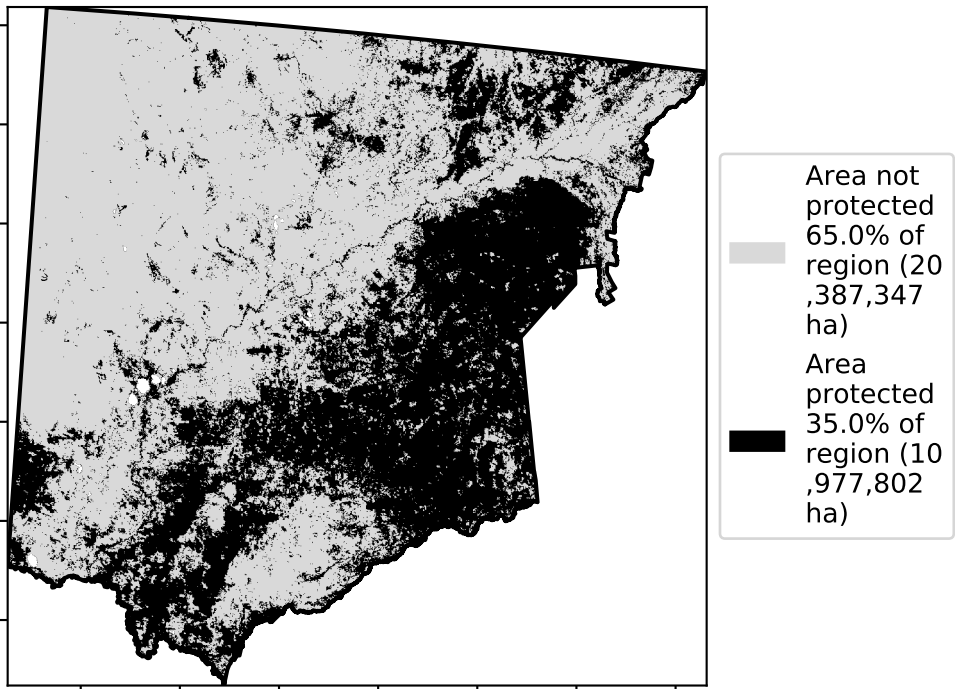 Area not
protected
65.0% of
region (20
,387,347
ha)
Area
protected
35.0% of
region (10
,977,802
ha)